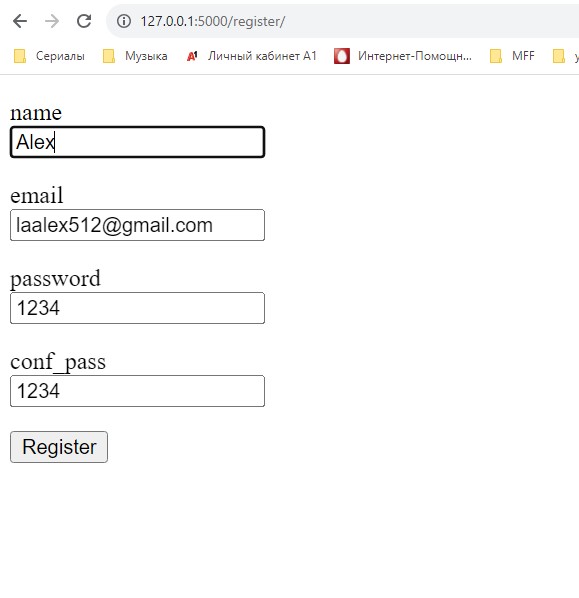 127.0.0.1:5000/register/
Сериалы Музыка Личный кабинет А1 Интернет-Помощн... MFF
name
Alex
email
laalex512@gmail.com
password
1234
conf_pass
1234
Register